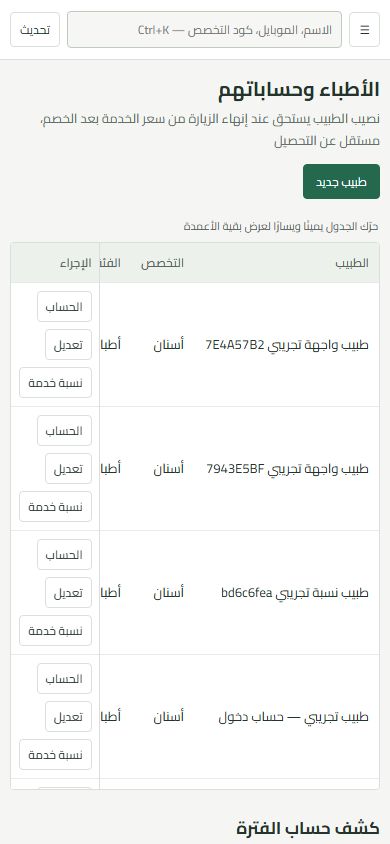 ☰
الاسم، الموبايل، كود التخصص — Ctrl+K
تحديث
الأطباء وحساباتهم
نصيب الطبيب يستحق عند إنهاء الزيارة من سعر الخدمة بعد الخصم،
مستقل عن التحصيل
طبيب جديد
حرّك الجدول يمينًا ويسارًا لعرض بقية الأعمدة
الطبيب التخصص الإجراء
طبيب واجهة تجريبي 7E4A57B2 أسنان
الحساب
تعديل
نسبة خدمة
طبيب واجهة تجريبي 7943E5BF أسنان
الحساب
تعديل
نسبة خدمة
طبيب نسبة تجريبي bd6c6fea أسنان
الحساب
تعديل
نسبة خدمة
طبيب تجريبي — حساب دخول أسنان
الحساب
تعديل
نسبة خدمة
كشف حساب الفترة